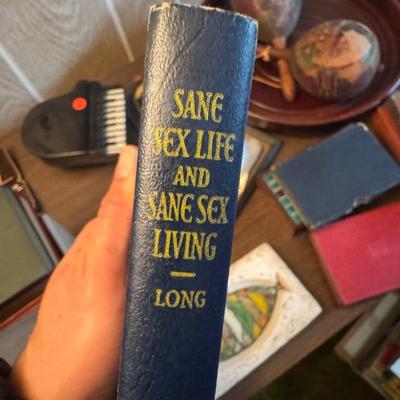 SANE
SEX LIFE
AND
SANE SEX
LIVING
LONG